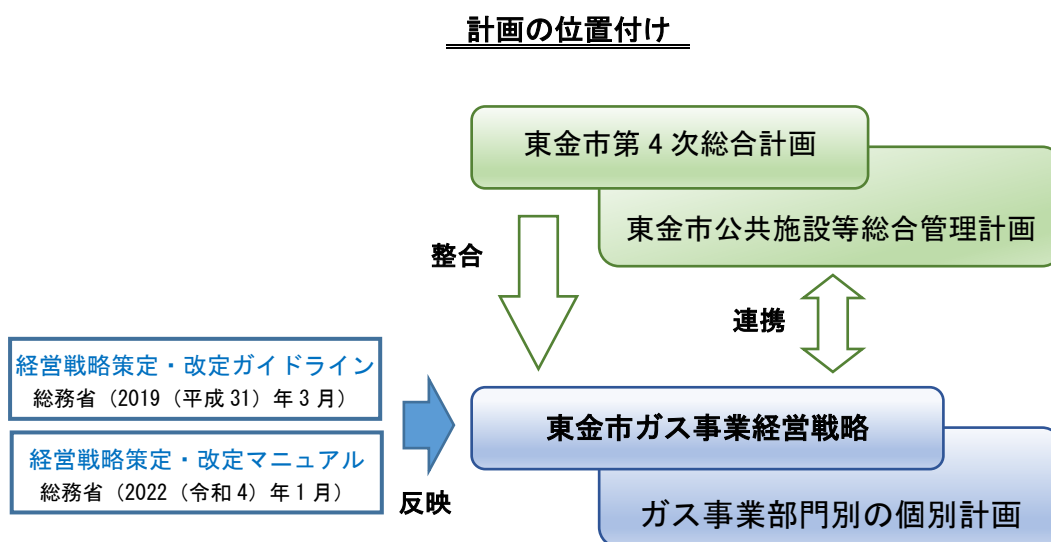 計画の位置付け
東金市第4次総合計画
東金市公共施設等総合管理計画
整合
連携
経営戦略策定・改定ガイドライン
総務省（2019（平成31）年3月）
経営戦略策定・改定マニュアル
総務省（2022（令和4）年1月）
反映
東金市ガス事業経営戦略
ガス事業部門別の個別計画